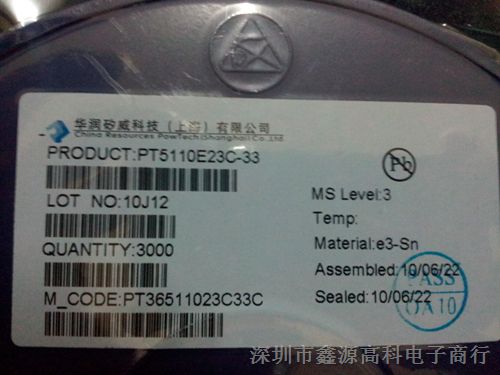 华润矽威科技（上海）有限公司
China Resources PowTech(Shanghai)Co.,Ltd
PRODUCT:PT5110E23C-33
LOT NO:10J12
QUANTITY:3000
M_CODE:PT36511023C33C
Pb
MS Level:3
Temp:
Material:e3-Sn
Assembled:10/06/22
Sealed:10/06/22
PASS
QA10
深圳市鑫源高科电子商行